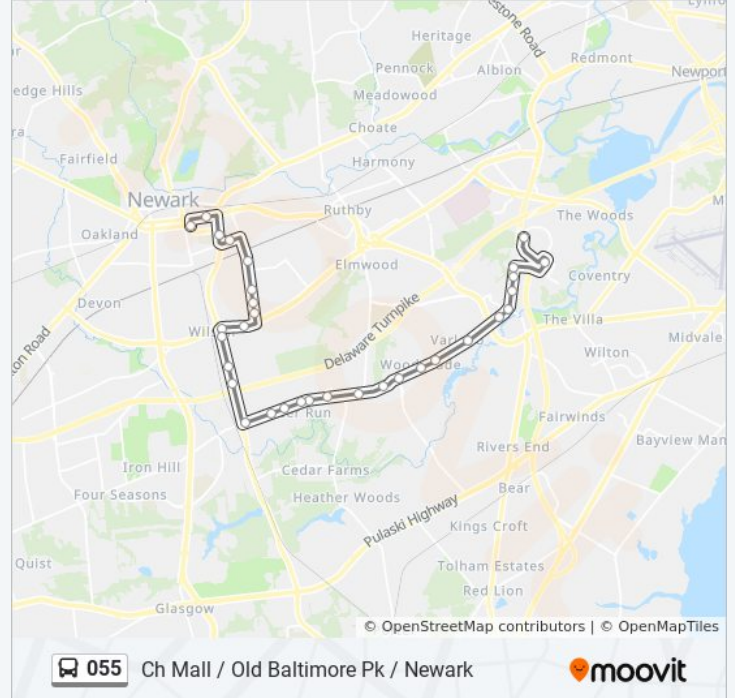 Heritage
Redmont
Pennock
Albion
Newport
edge Hills
Meadowood
Choate
Fairfield
Harmony
Newark
Ruthby
The Woods
Oakland
Elmwood
Coventry
Devon
Delaware Turnpike
The Villa
Midvale
Wilton
Fairwinds
Rivers End
Iron Hill
Cedar Farms
Bear
Four Seasons
Heather Woods
Pulaski Highway
Kings Croft
Quist
Tolham Estates
Red Lion
Glasgow
© OpenStreetMap contributors | © OpenMapTiles
055 Ch Mall / Old Baltimore Pk / Newark
moovit